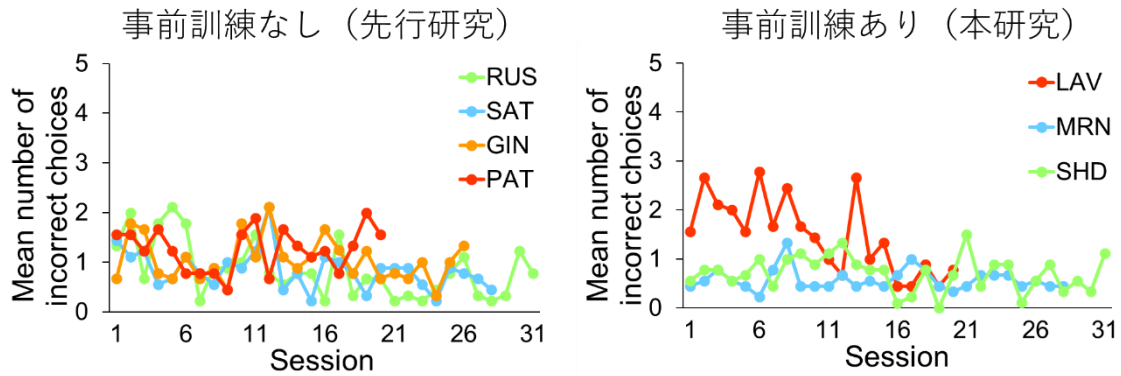 事前訓練なし（先行研究）
Mean number of
incorrect choices
5
4
3
2
1
0
1 6 11 16 21 26 31
Session
RUS
SAT
GIN
PAT
事前訓練あり（本研究）
Mean number of
incorrect choices
5
4
3
2
1
0
1 6 11 16 21 26 31
Session
LAV
MRN
SHD